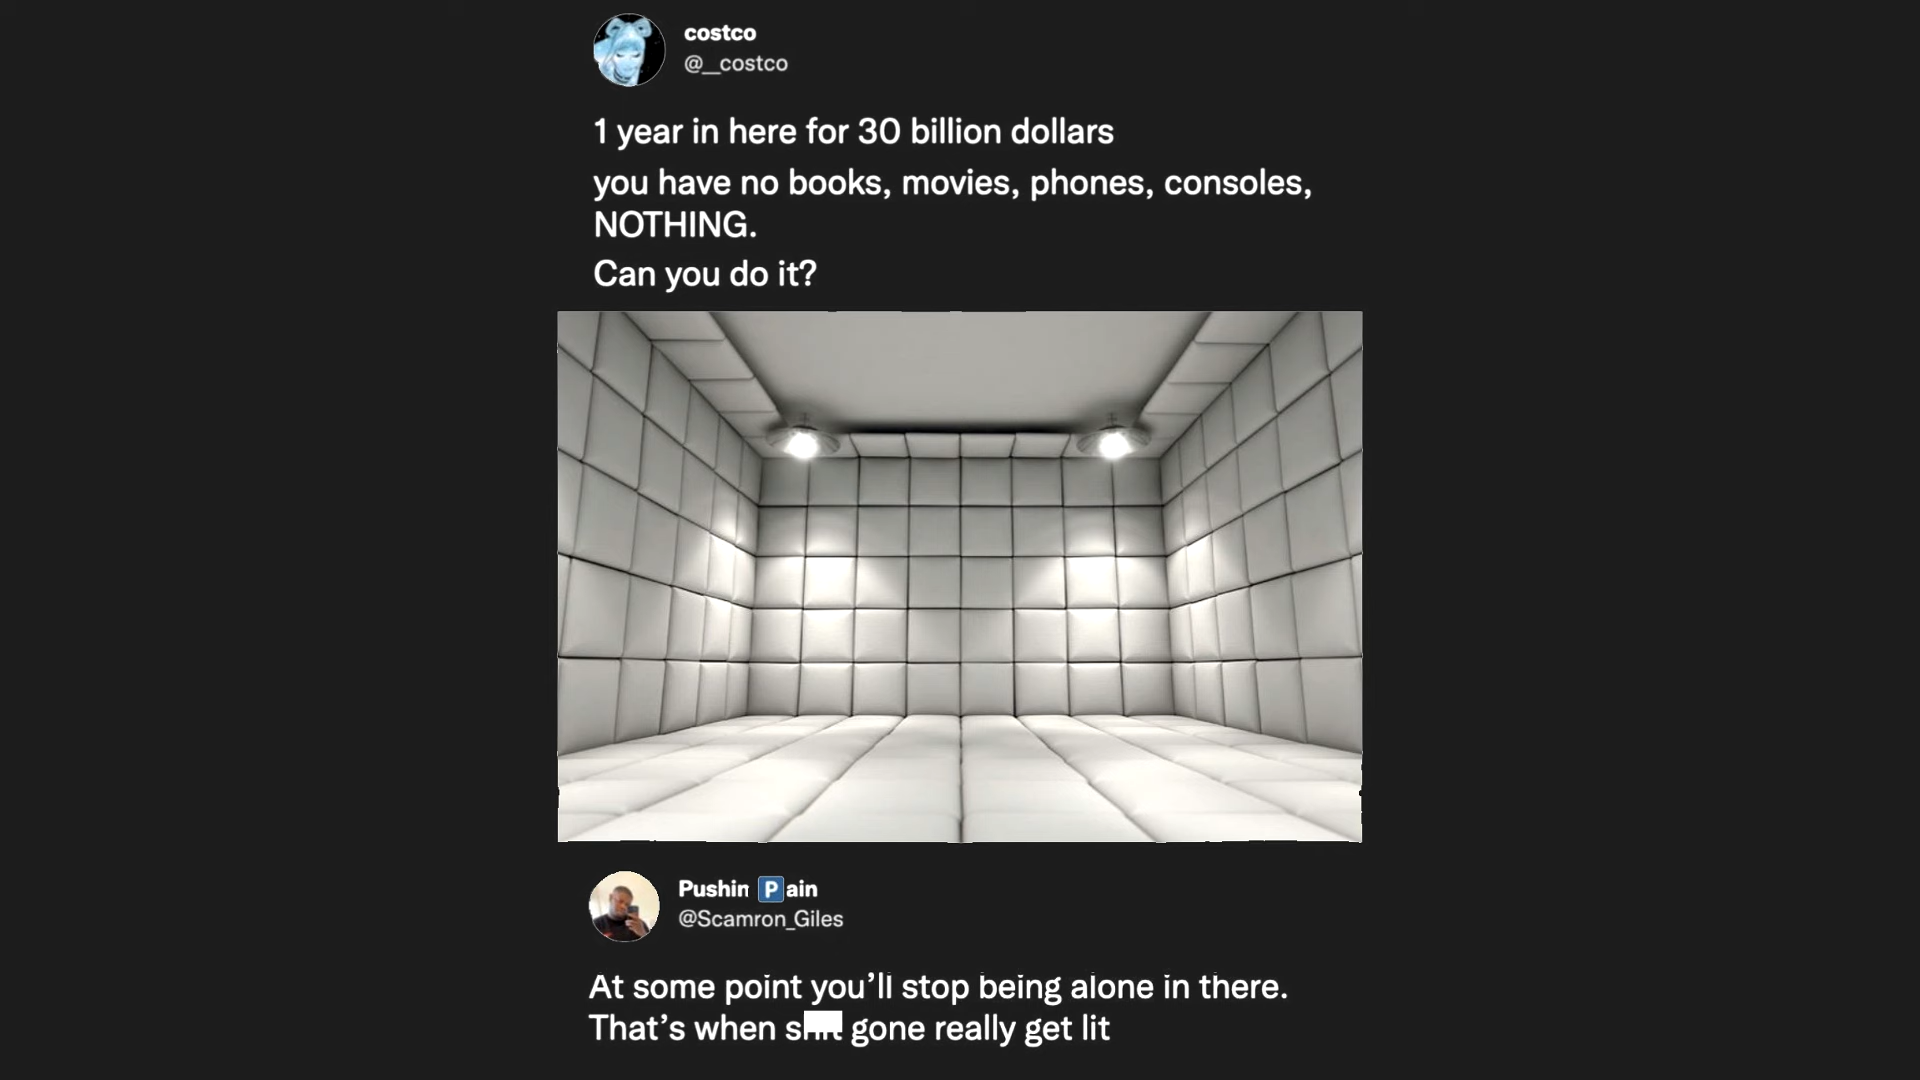 costco
@__costco
1 year in here for 30 billion dollars
you have no books, movies, phones, consoles,
NOTHING.
Can you do it?
Pushin 🅿️ain
@Scamron_Giles
At some point you’ll stop being alone in there.
That’s when shit gone really get lit